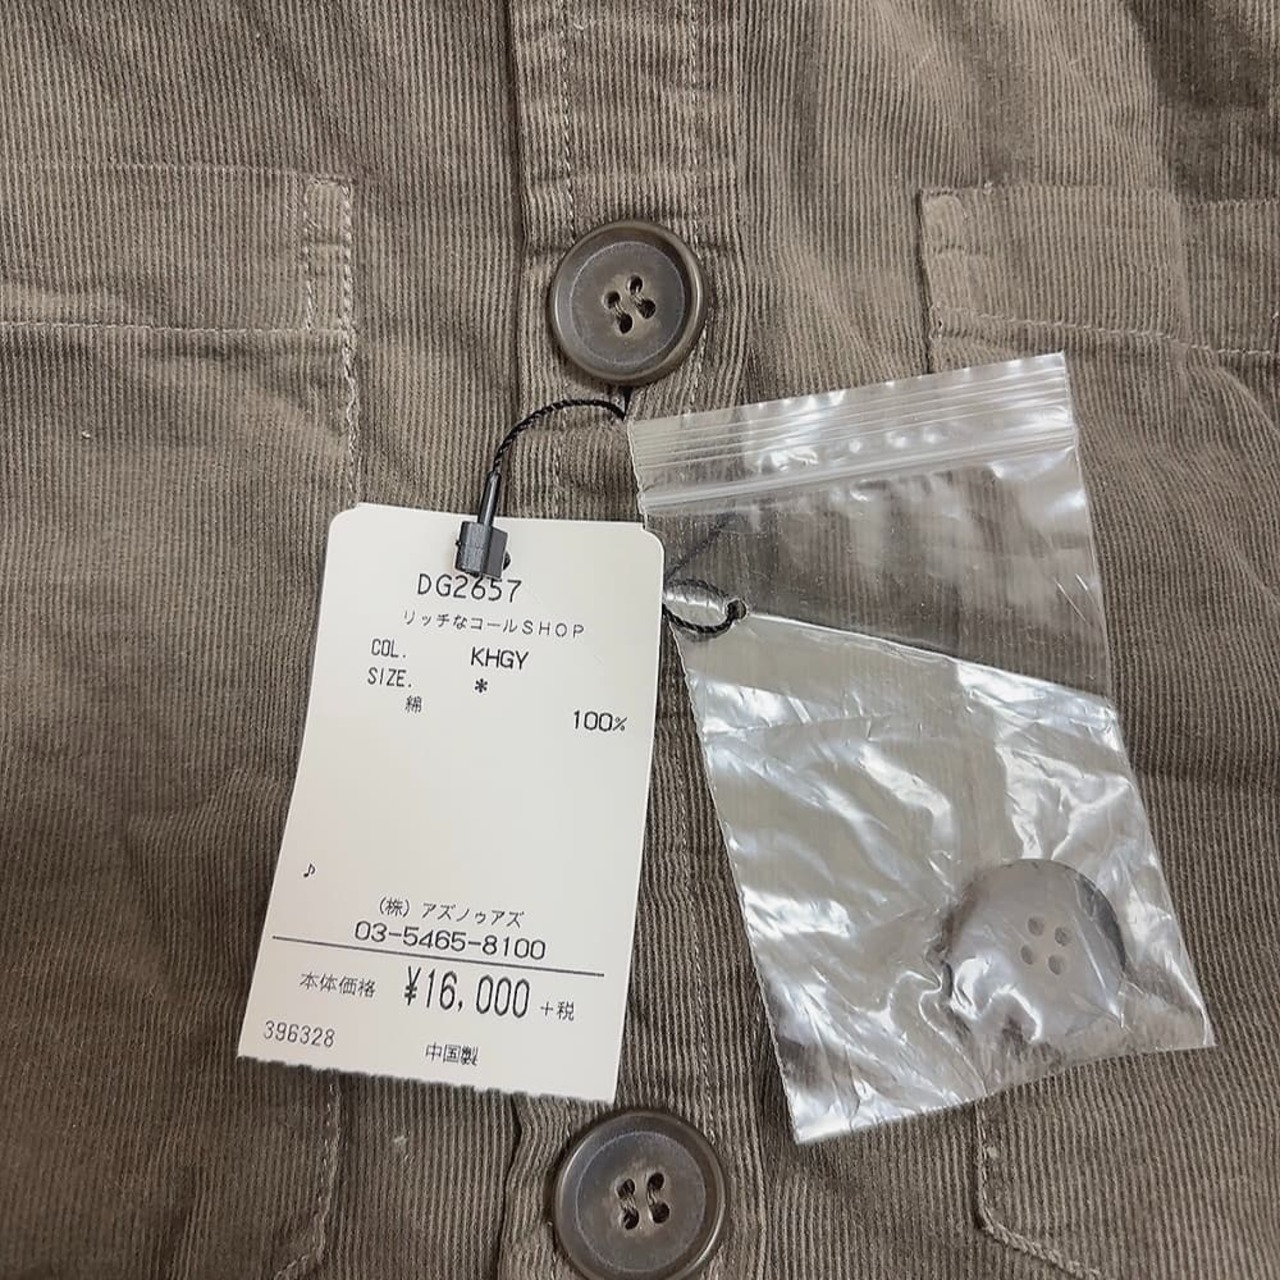 DG2657
リッチなコールSHOP
COL. KHGY
SIZE. *
綿 100%
♪
(株)アズノゥアズ
03-5465-8100
本体価格 ¥16,000 +税
396328 中国製